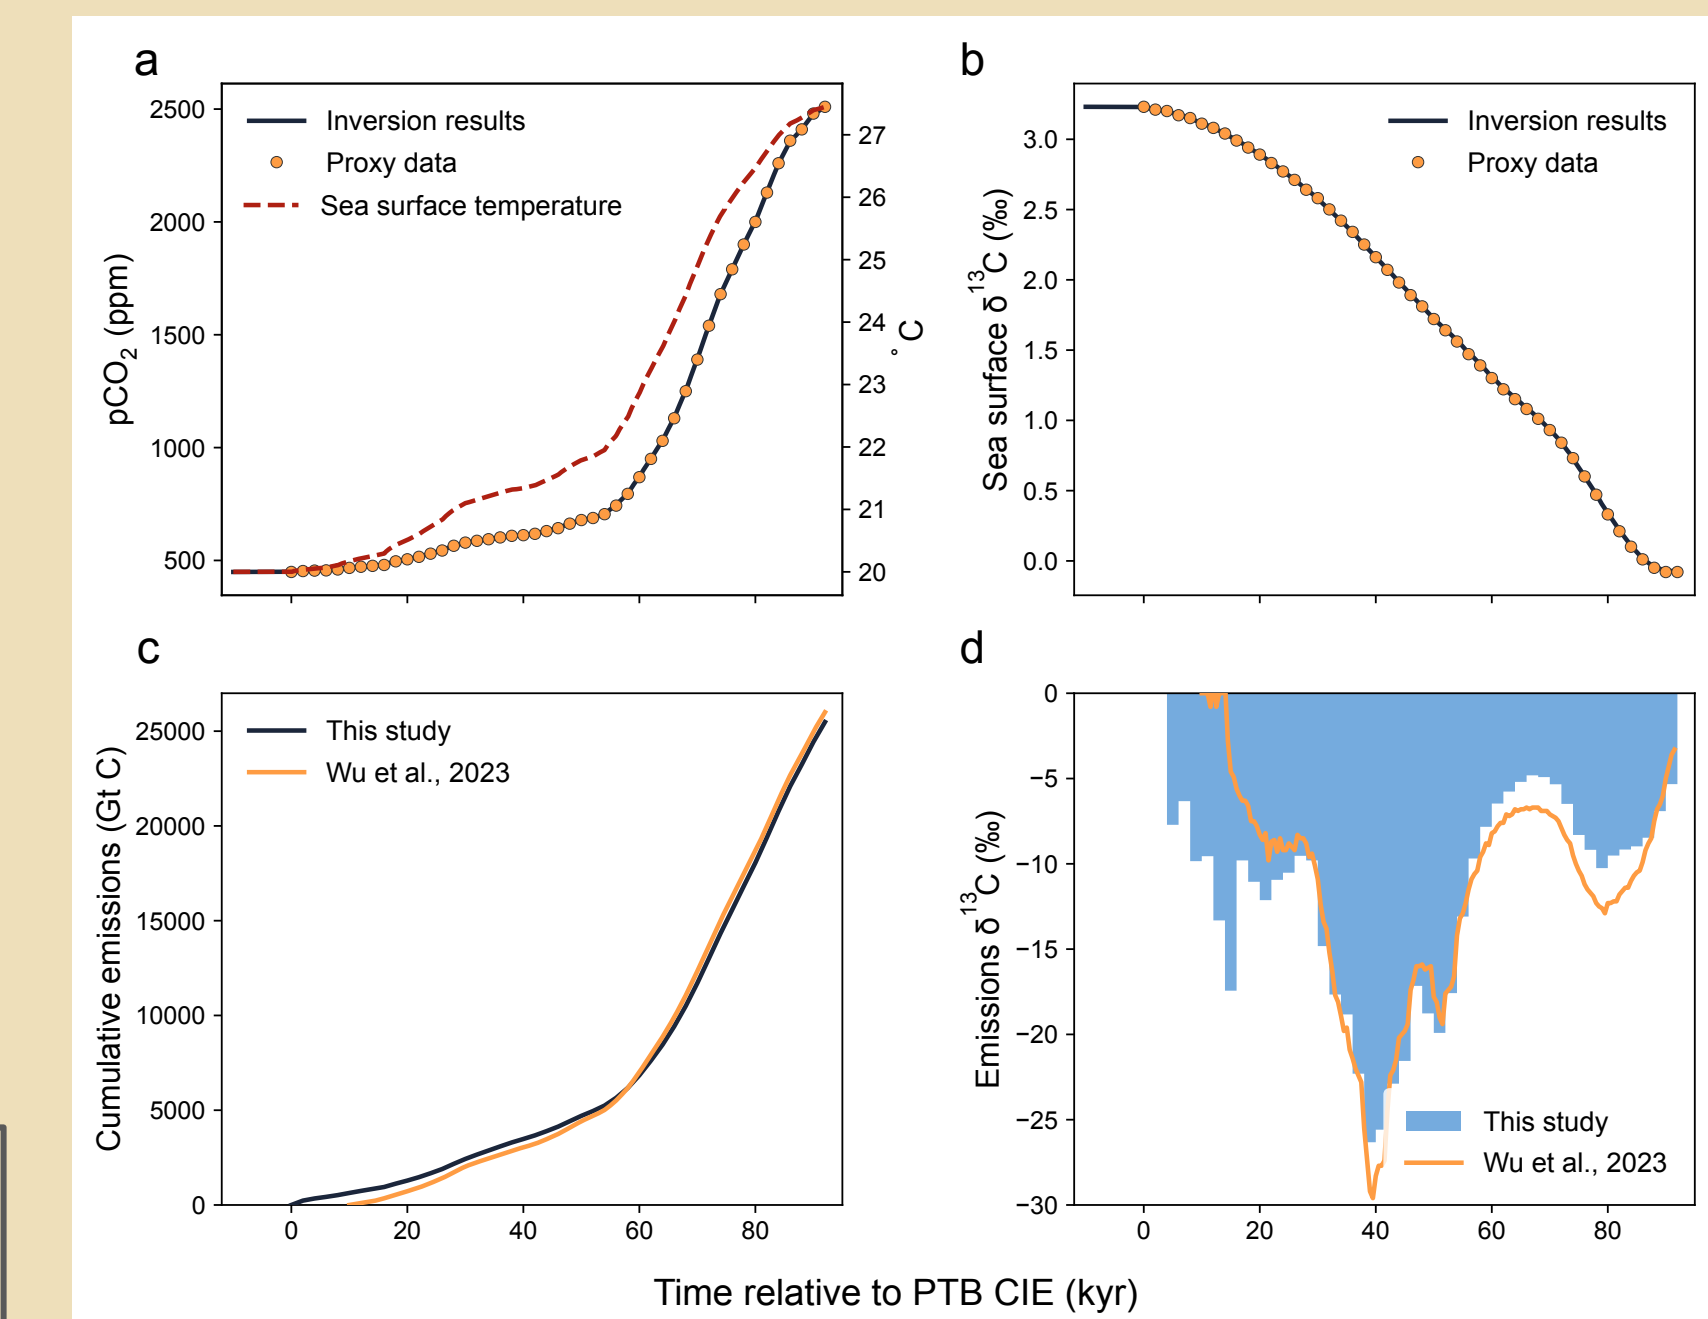 a
Inversion results
Proxy data
Sea surface temperature
pCO2 (ppm)
2500
2000
1500
1000
500
27
26
25
24
23
22
21
20
°C
b
Inversion results
Proxy data
Sea surface δ13C (‰)
3.0
2.5
2.0
1.5
1.0
0.5
0.0
c
This study
Wu et al., 2023
Cumulative emissions (Gt C)
25000
20000
15000
10000
5000
0
0 20 40 60 80
d
Emissions δ13C (‰)
0
−5
−10
−15
−20
−25
−30
This study
Wu et al., 2023
0 20 40 60 80
Time relative to PTB CIE (kyr)